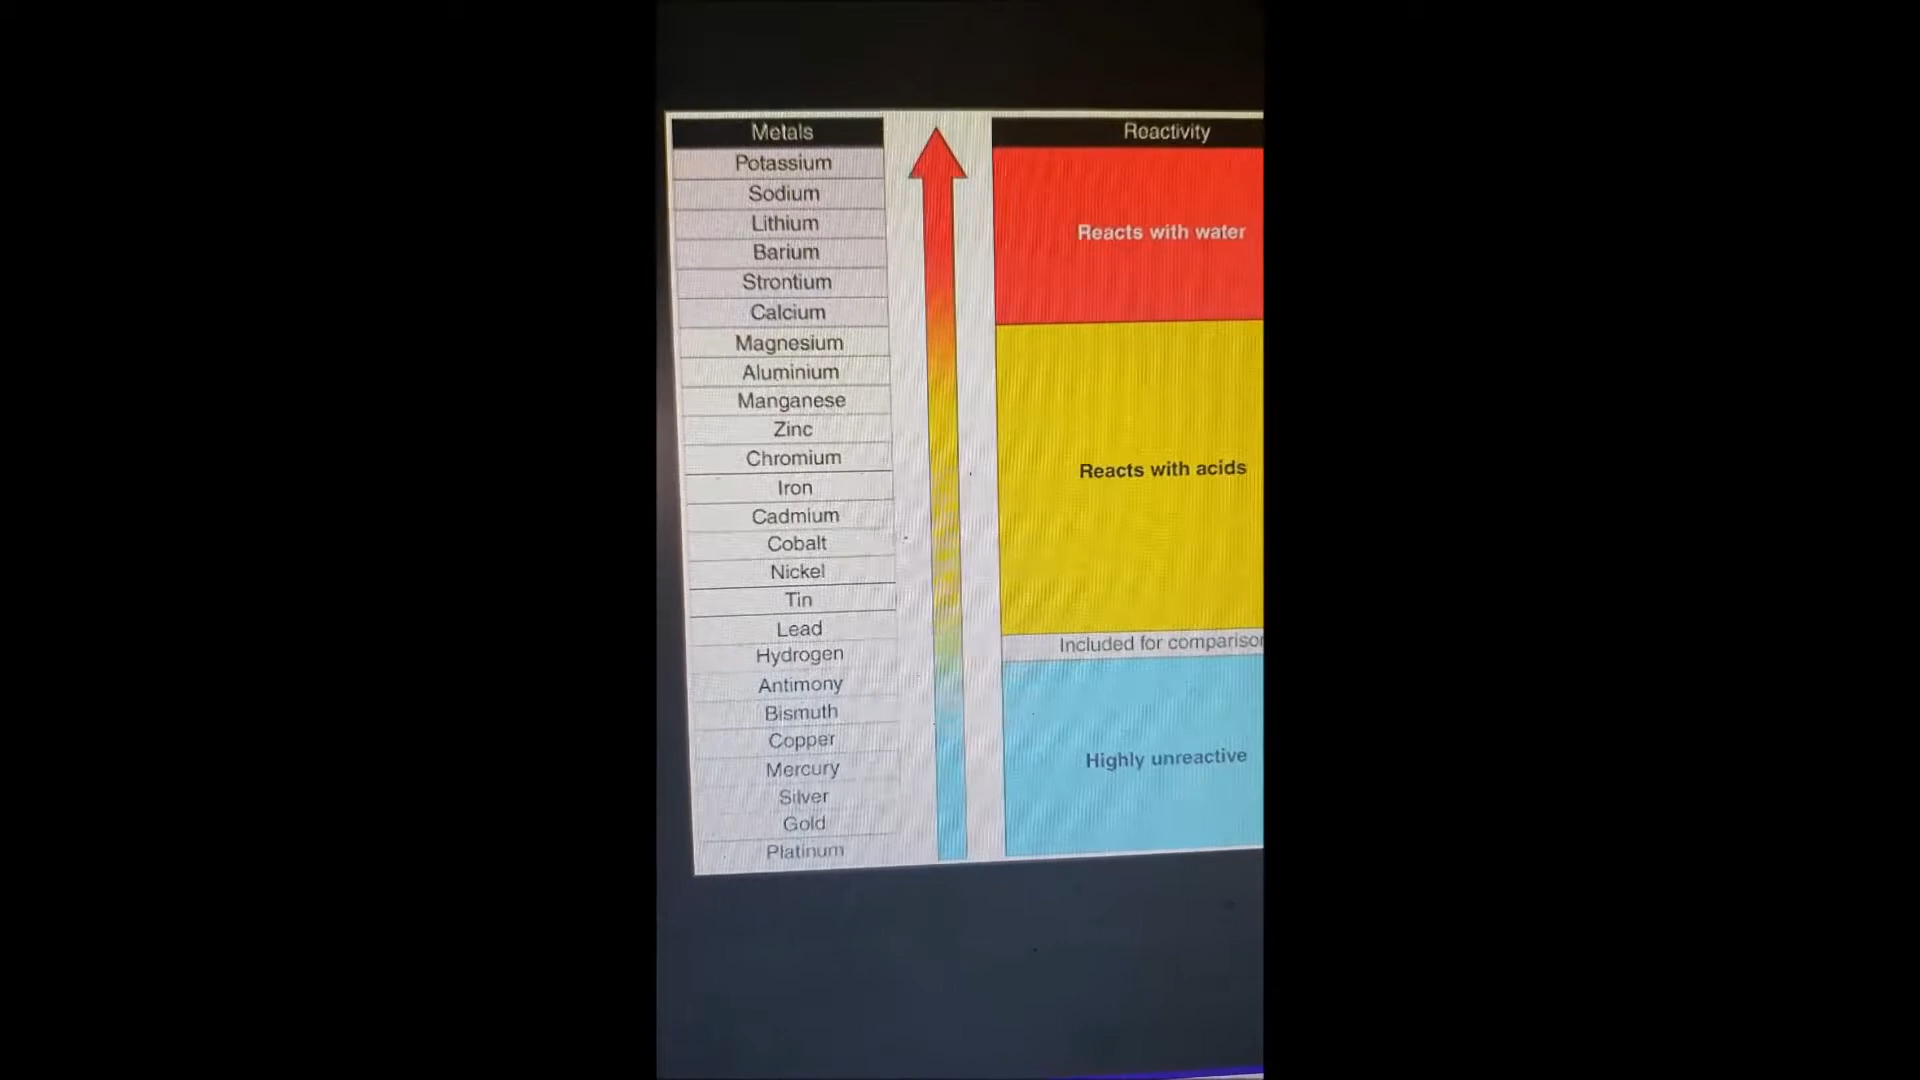 Metals
Potassium
Sodium
Lithium
Barium
Strontium
Calcium
Magnesium
Aluminium
Manganese
Zinc
Chromium
Iron
Cadmium
Cobalt
Nickel
Tin
Lead
Hydrogen
Antimony
Bismuth
Copper
Mercury
Silver
Gold
Platinum
Reactivity
Reacts with water
Reacts with acids
Included for compariso
Highly unreactive